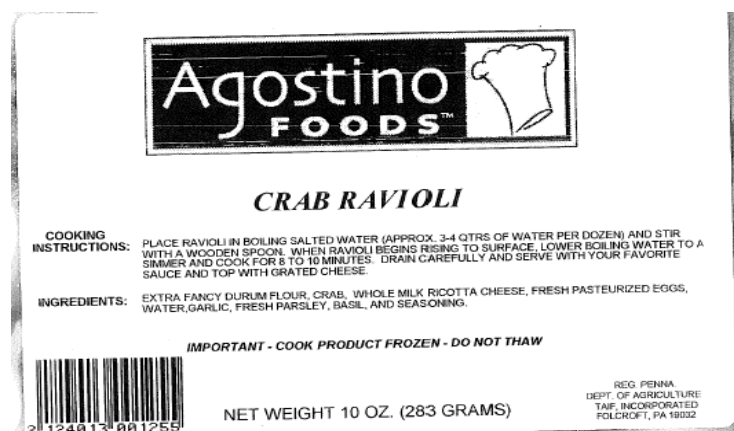 Agostino
FOODS™
CRAB RAVIOLI
COOKING INSTRUCTIONS: PLACE RAVIOLI IN BOILING SALTED WATER (APPROX. 3-4 QTRS OF WATER PER DOZEN) AND STIR
WITH A WOODEN SPOON. WHEN RAVIOLI BEGINS RISING TO SURFACE, LOWER BOILING WATER TO A
SIMMER AND COOK FOR 8 TO 10 MINUTES. DRAIN CAREFULLY AND SERVE WITH YOUR FAVORITE
SAUCE AND TOP WITH GRATED CHEESE.
INGREDIENTS: EXTRA FANCY DURUM FLOUR, CRAB, WHOLE MILK RICOTTA CHEESE, FRESH PASTEURIZED EGGS,
WATER,GARLIC, FRESH PARSLEY, BASIL, AND SEASONING.
IMPORTANT - COOK PRODUCT FROZEN - DO NOT THAW
2 124013 001255
NET WEIGHT 10 OZ. (283 GRAMS)
REG. PENNA.
DEPT. OF AGRICULTURE
TAIF, INCORPORATED
FOLCROFT, PA 19032